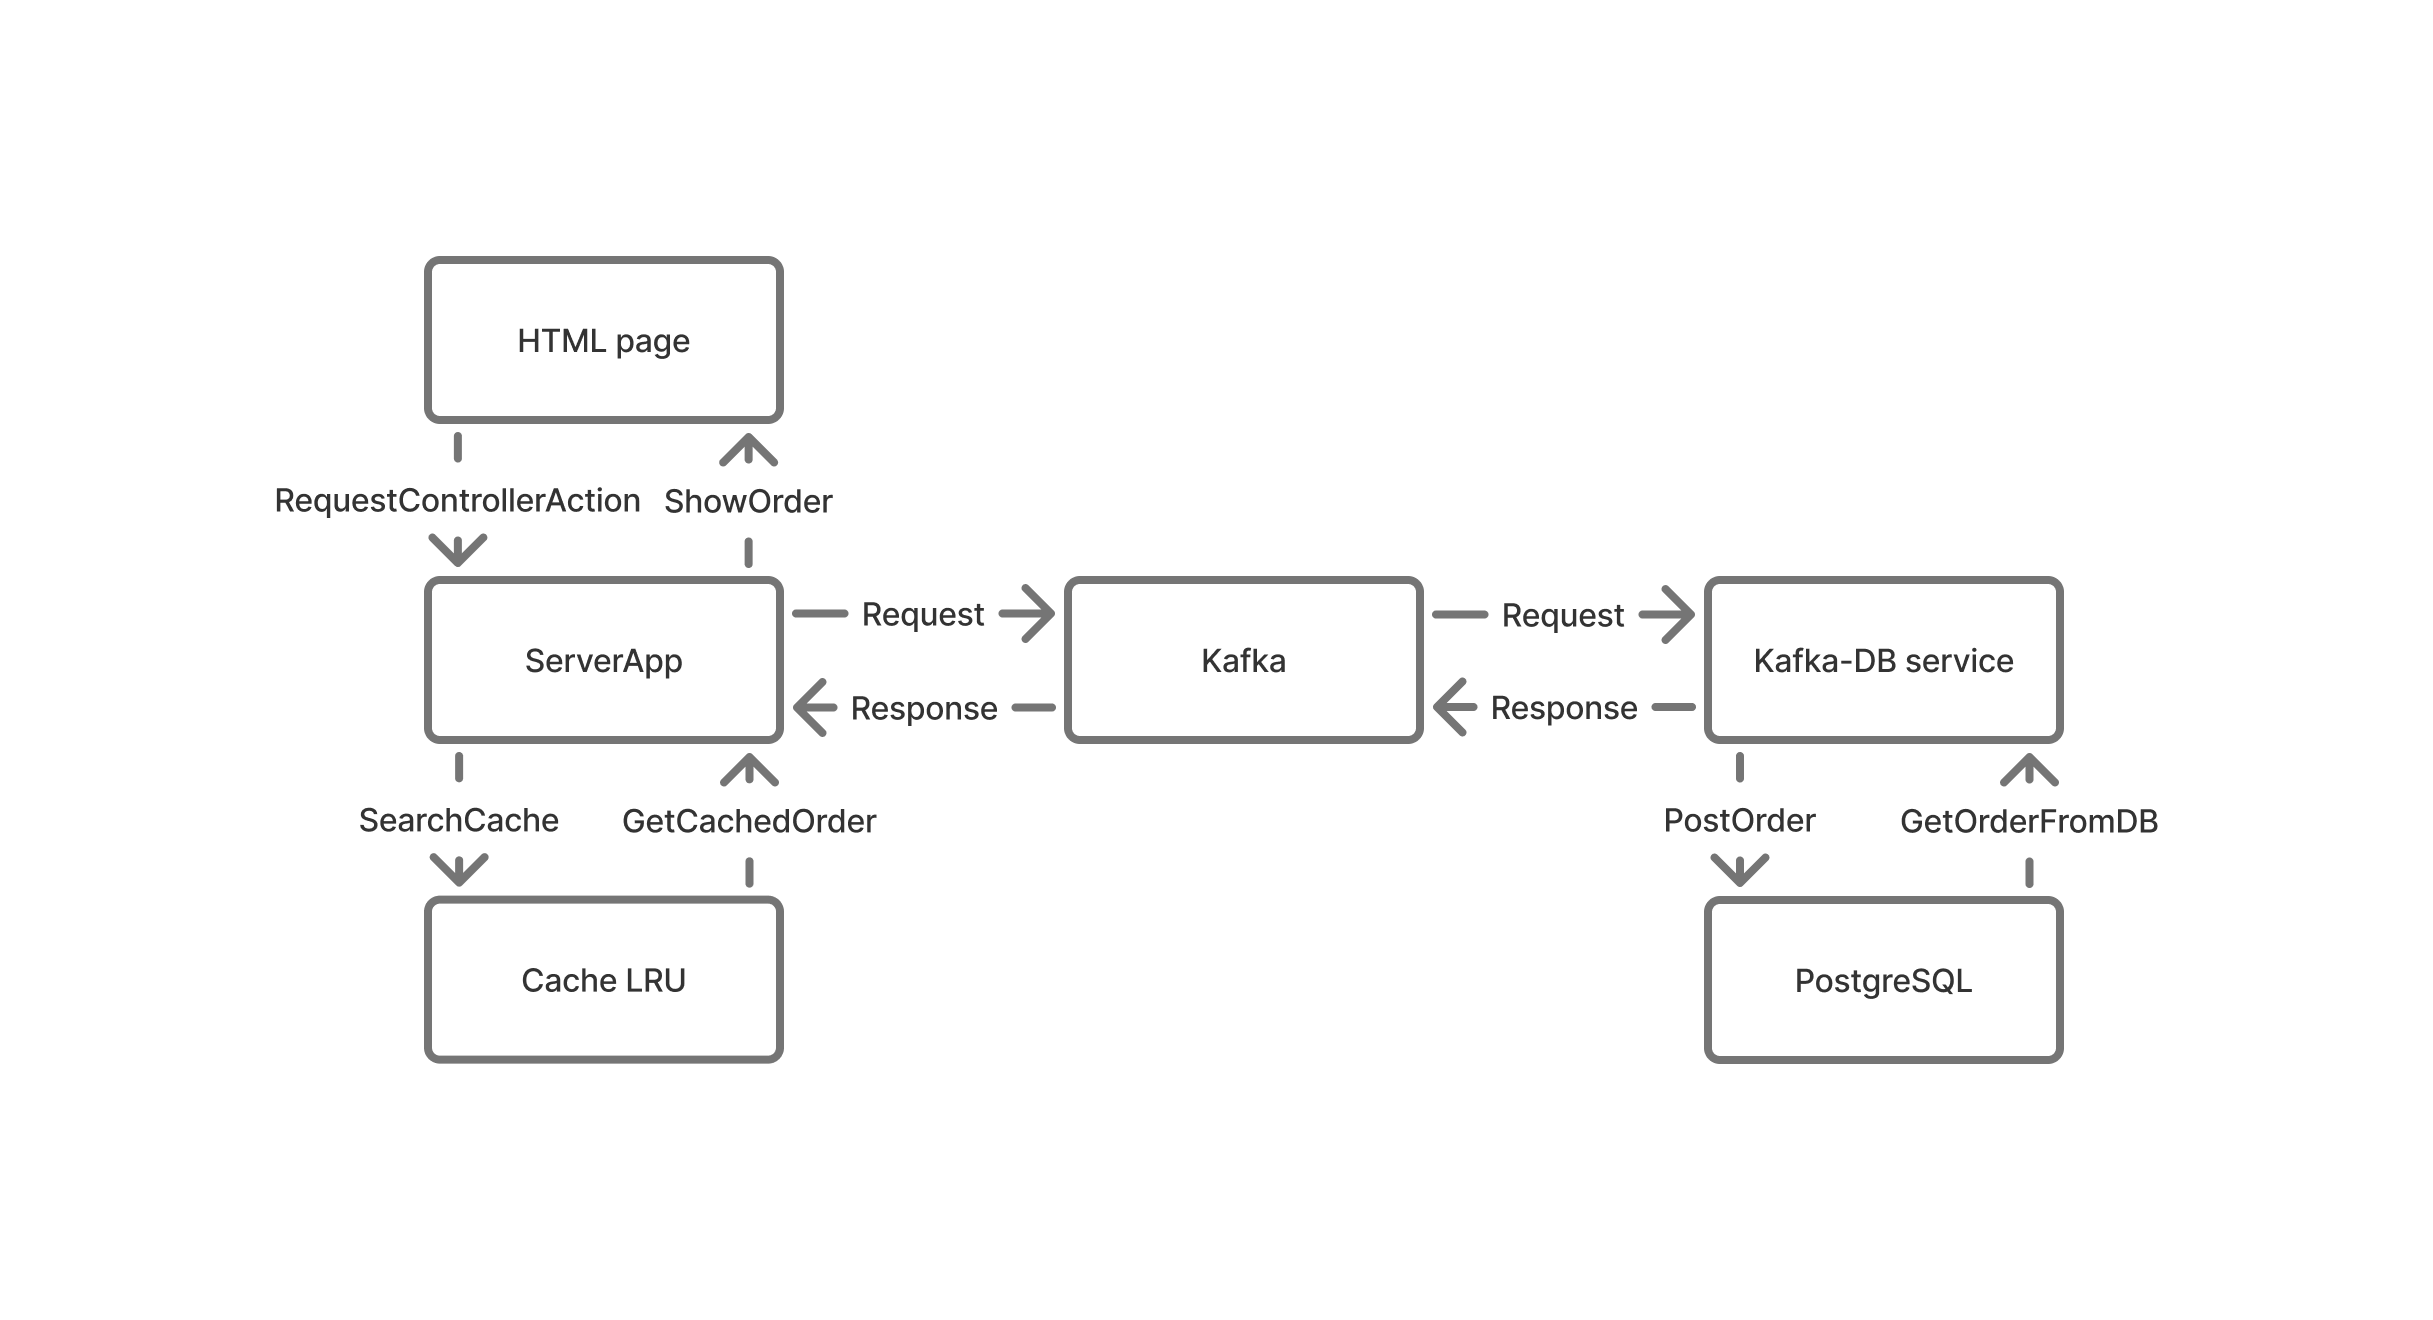 HTML page
RequestControllerAction
ShowOrder
ServerApp
Request
Response
Kafka
Request
Response
Kafka-DB service
SearchCache
GetCachedOrder
PostOrder
GetOrderFromDB
Cache LRU
PostgreSQL